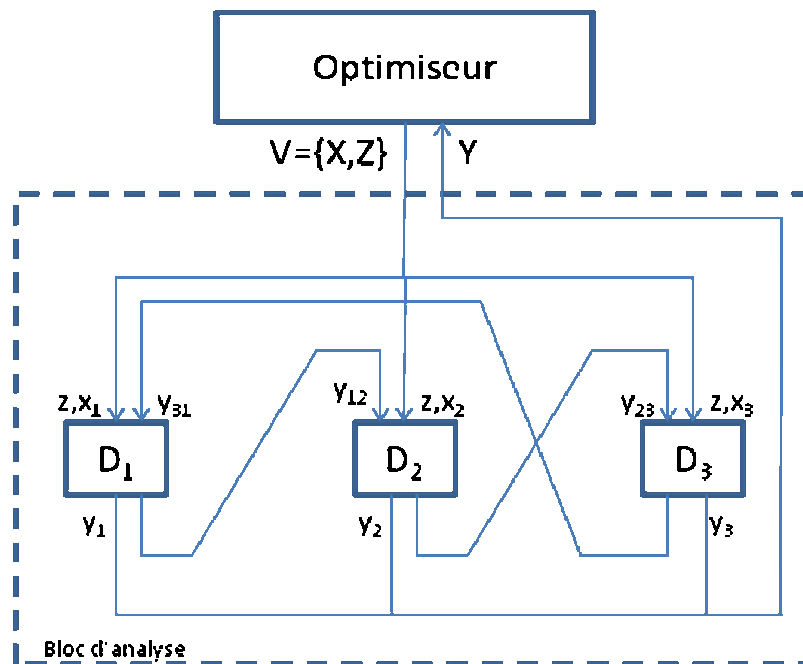 Optimiseur
V={X,Z} Y
z,x₁ y₃₁ y₁₂ z,x₂ y₂₃ z,x₃
D₁ D₂ D₃
y₁ y₂ y₃
Bloc d'analyse